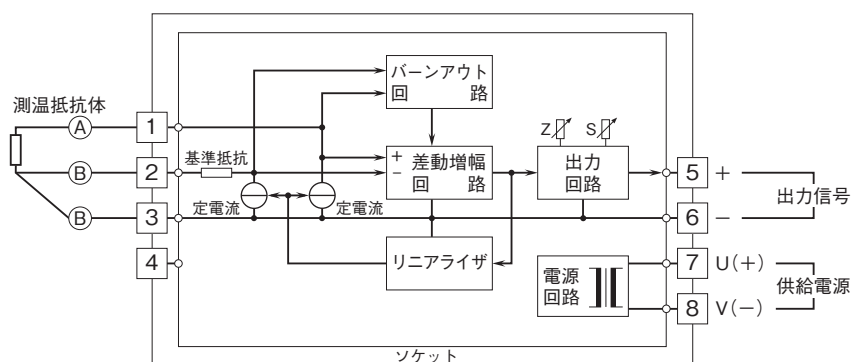 バーンアウト
回　路
測温抵抗体
A
1
Z
S
基準抵抗
+
差動増幅
出力
B
2
−
回　路
回路
5
+
出力信号
B
3
定電流
定電流
6
−
4
リニアライザ
電源
回路
7
U(+)
供給電源
8
V(−)
ソケット